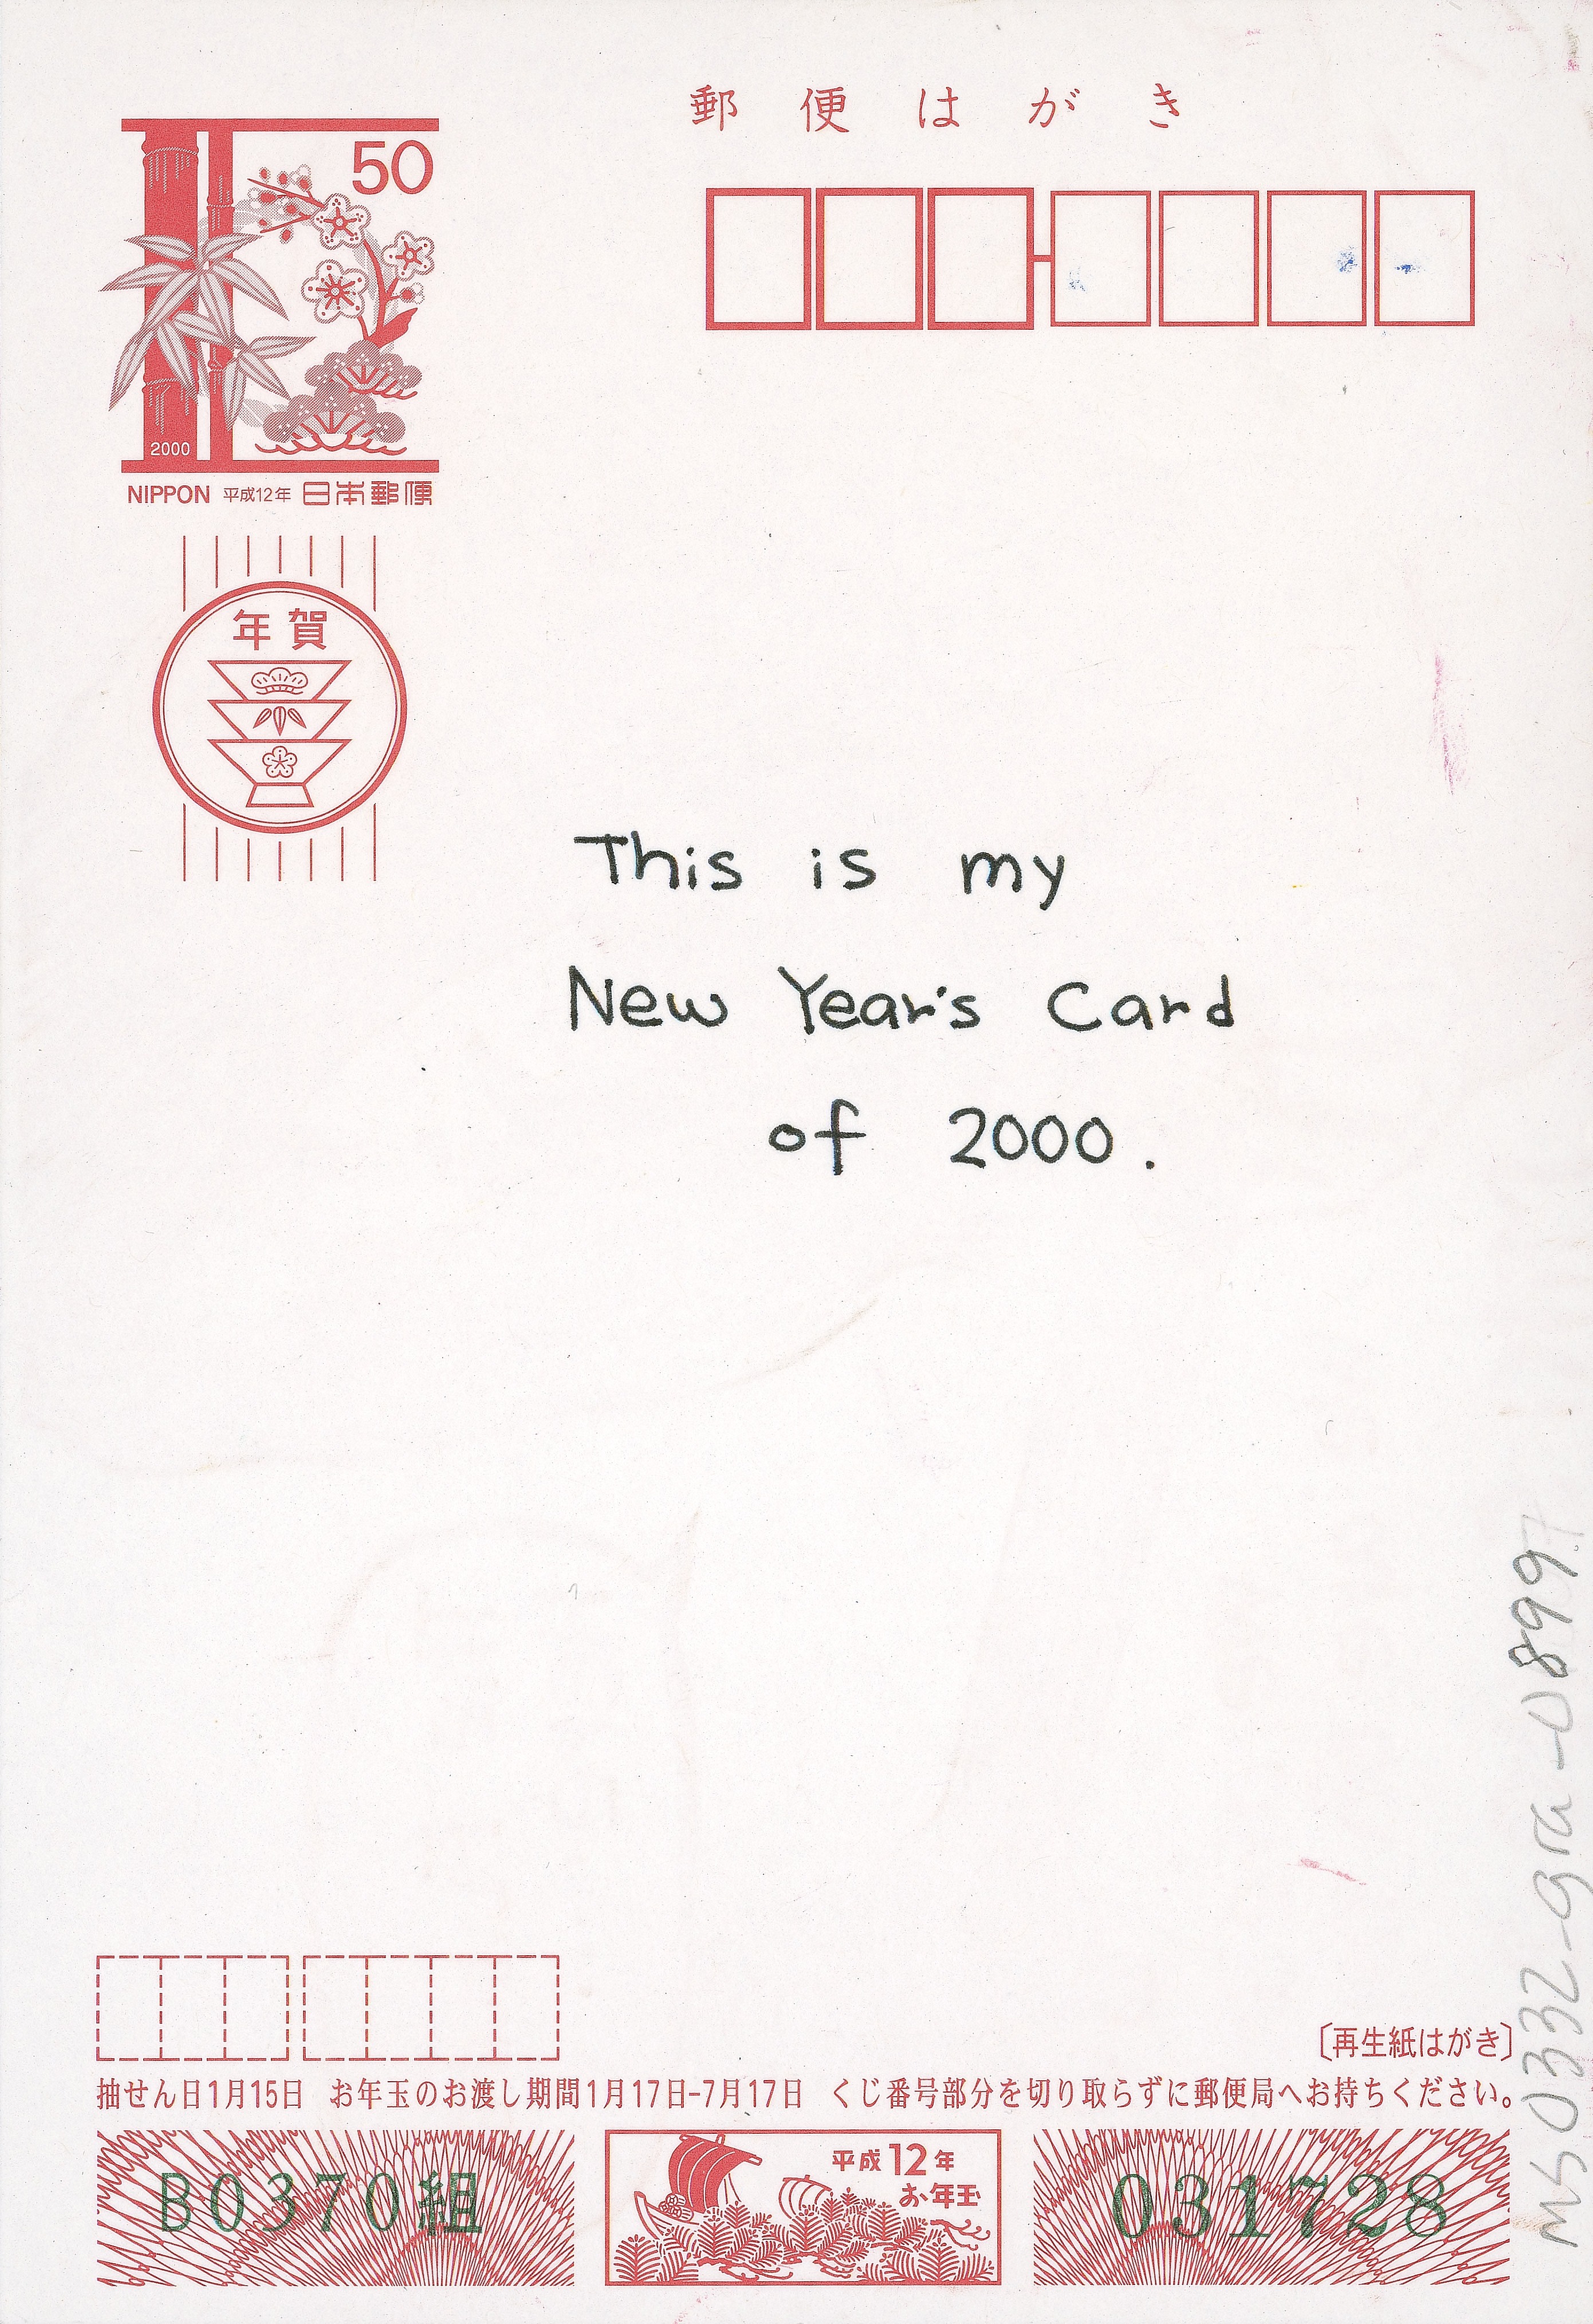 郵便はがき
50
2000
NIPPON 平成12年 日本郵便
年賀
This is my
New Year's Card
of 2000.
〔再生紙はがき〕
抽せん日1月15日 お年玉のお渡し期間1月17日-7月17日 くじ番号部分を切り取らずに郵便局へお持ちください。
B0370組
平成12年
お年玉
031728
MS0332-gra-0899